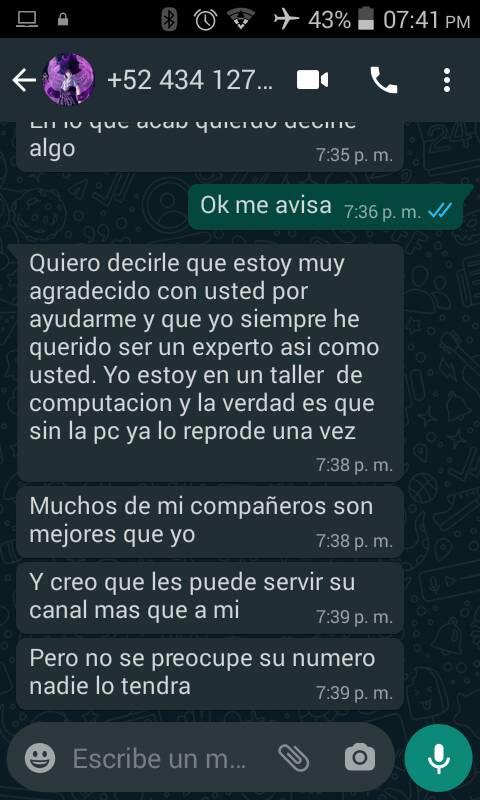 43% 07:41 PM
+52 434 127...
algo
7:35 p. m.
Ok me avisa 7:36 p. m.
Quiero decirle que estoy muy
agradecido con usted por
ayudarme y que yo siempre he
querido ser un experto asi como
usted. Yo estoy en un taller de
computacion y la verdad es que
sin la pc ya lo reprode una vez
7:38 p. m.
Muchos de mi compañeros son
mejores que yo
7:38 p. m.
Y creo que les puede servir su
canal mas que a mi
7:39 p. m.
Pero no se preocupe su numero
nadie lo tendra
7:39 p. m.
Escribe un m...